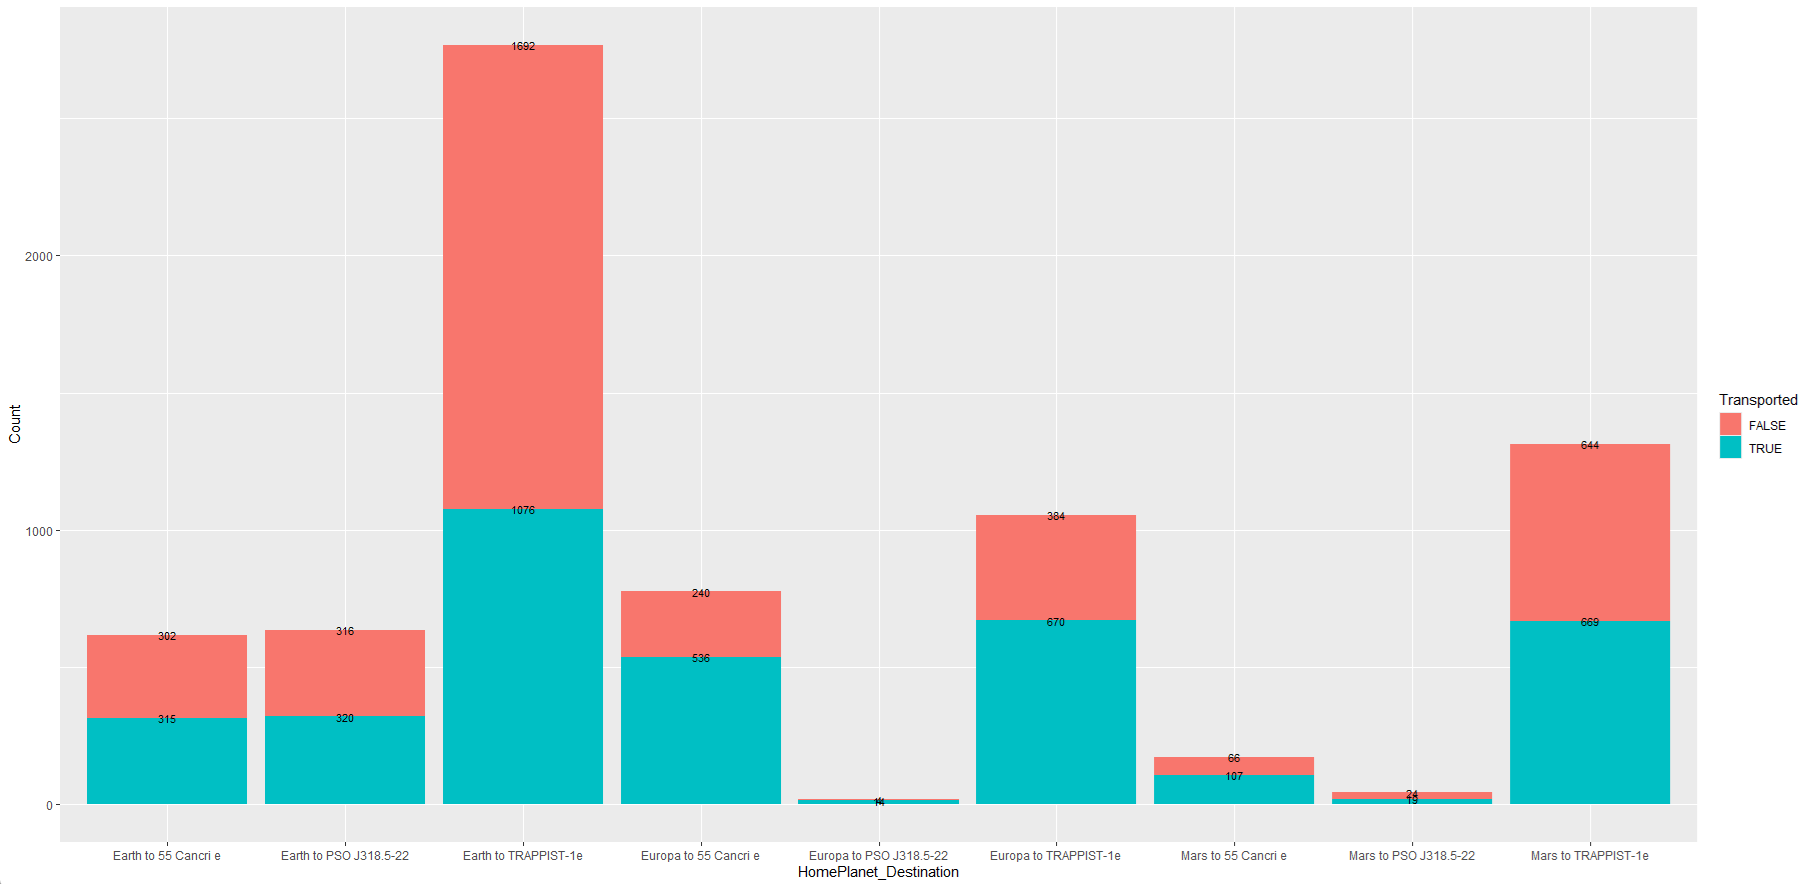 1692
2000
Count
Transported
FALSE
TRUE
1076
1000
384
644
240
302
316
536
670
669
315
320
66
107
24
19
14
0
Earth to 55 Cancri e
Earth to PSO J318.5-22
Earth to TRAPPIST-1e
Europa to 55 Cancri e
Europa to PSO J318.5-22
Europa to TRAPPIST-1e
Mars to 55 Cancri e
Mars to PSO J318.5-22
Mars to TRAPPIST-1e
HomePlanet_Destination